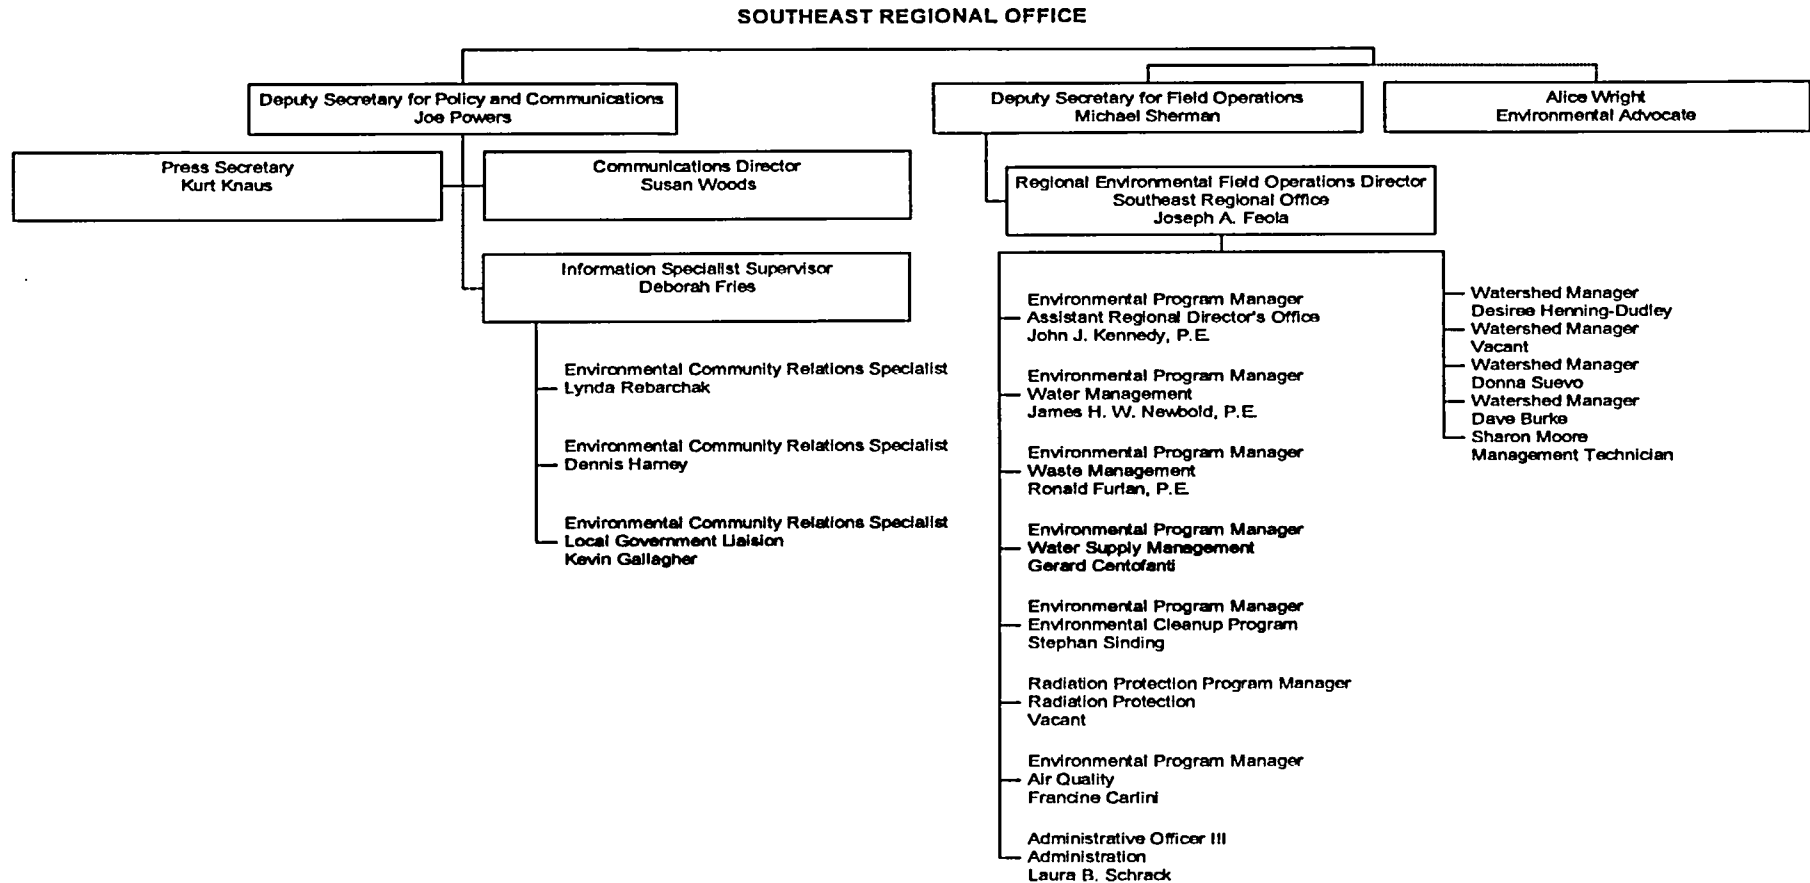 SOUTHEAST REGIONAL OFFICE
Deputy Secretary for Policy and Communications
Joe Powers
Deputy Secretary for Field Operations
Michael Sherman
Alice Wright
Environmental Advocate
Press Secretary
Kurt Knaus
Communications Director
Susan Woods
Regional Environmental Field Operations Director
Southeast Regional Office
Joseph A. Feola
Information Specialist Supervisor
Deborah Fries
Environmental Community Relations Specialist
Lynda Rebarchak
Environmental Community Relations Specialist
Dennis Harney
Environmental Community Relations Specialist
Local Government Liaision
Kevin Gallagher
Environmental Program Manager
Assistant Regional Director's Office
John J. Kennedy, P.E.
Environmental Program Manager
Water Management
James H. W. Newbold, P.E.
Environmental Program Manager
Waste Management
Ronald Furlan, P.E.
Environmental Program Manager
Water Supply Management
Gerard Centofanti
Environmental Program Manager
Environmental Cleanup Program
Stephan Sinding
Radiation Protection Program Manager
Radiation Protection
Vacant
Environmental Program Manager
Air Quality
Francine Carlini
Administrative Officer III
Administration
Laura B. Schrack
Watershed Manager
Desiree Henning-Dudley
Watershed Manager
Vacant
Watershed Manager
Donna Suevo
Watershed Manager
Dave Burke
Sharon Moore
Management Technician